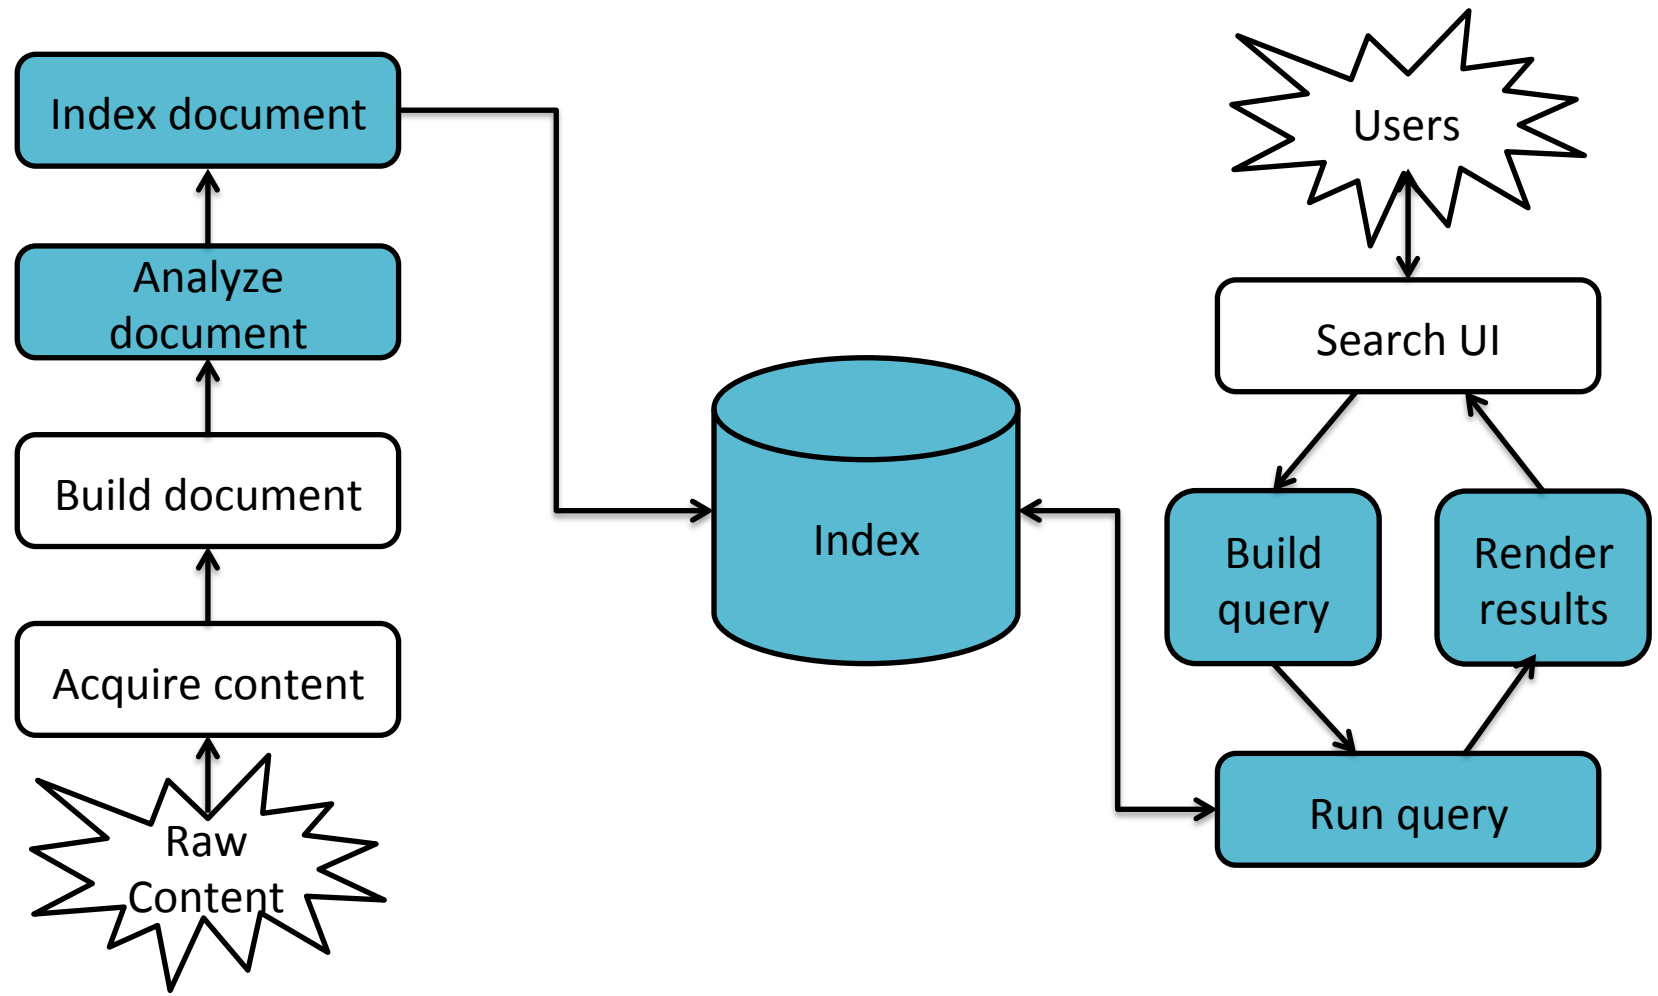 Index document
Analyze
document
Build document
Acquire content
Raw
Content
Index
Users
Search UI
Build
query
Render
results
Run query